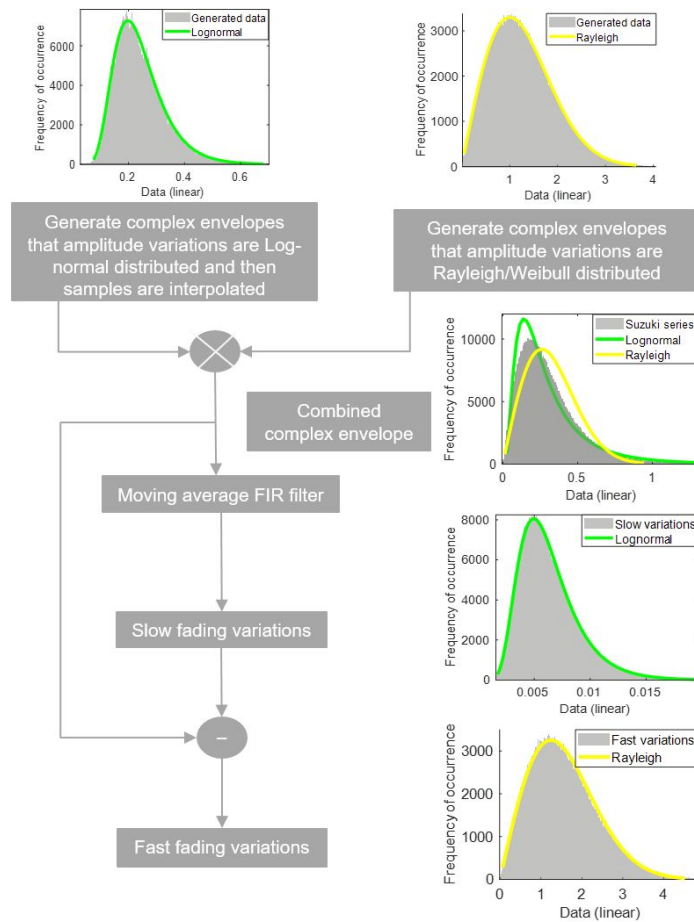 Generated data
Lognormal
Frequency of occurrence
6000
4000
2000
0
0.2
0.4
0.6
Data (linear)
Generated data
Rayleigh
Frequency of occurrence
3000
2000
1000
0
1
2
3
4
Data (linear)
Generate complex envelopes
that amplitude variations are Log-
normal distributed and then
samples are interpolated
Generate complex envelopes
that amplitude variations are
Rayleigh/Weibull distributed
Combined
complex envelope
Moving average FIR filter
Slow fading variations
−
Fast fading variations
Suzuki series
Lognormal
Rayleigh
Frequency of occurrence
10000
5000
0
0
0.5
1
Data (linear)
Slow variations
Lognormal
Frequency of occurrence
8000
6000
4000
2000
0
0.005
0.010
0.015
Data (linear)
Fast variations
Rayleigh
Frequency of occurrence
3000
2000
1000
0
0
1
2
3
4
Data (linear)